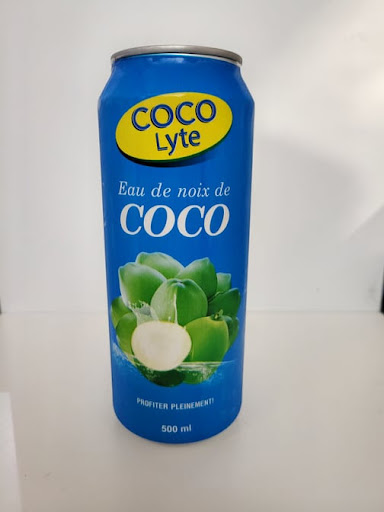 COCO
Lyte
Eau de noix de
COCO
PROFITER PLEINEMENT!
500 ml